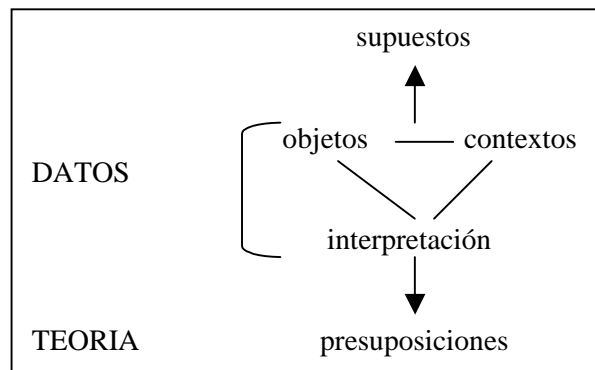 supuestos
objetos contextos
DATOS
interpretación
TEORIA presuposiciones